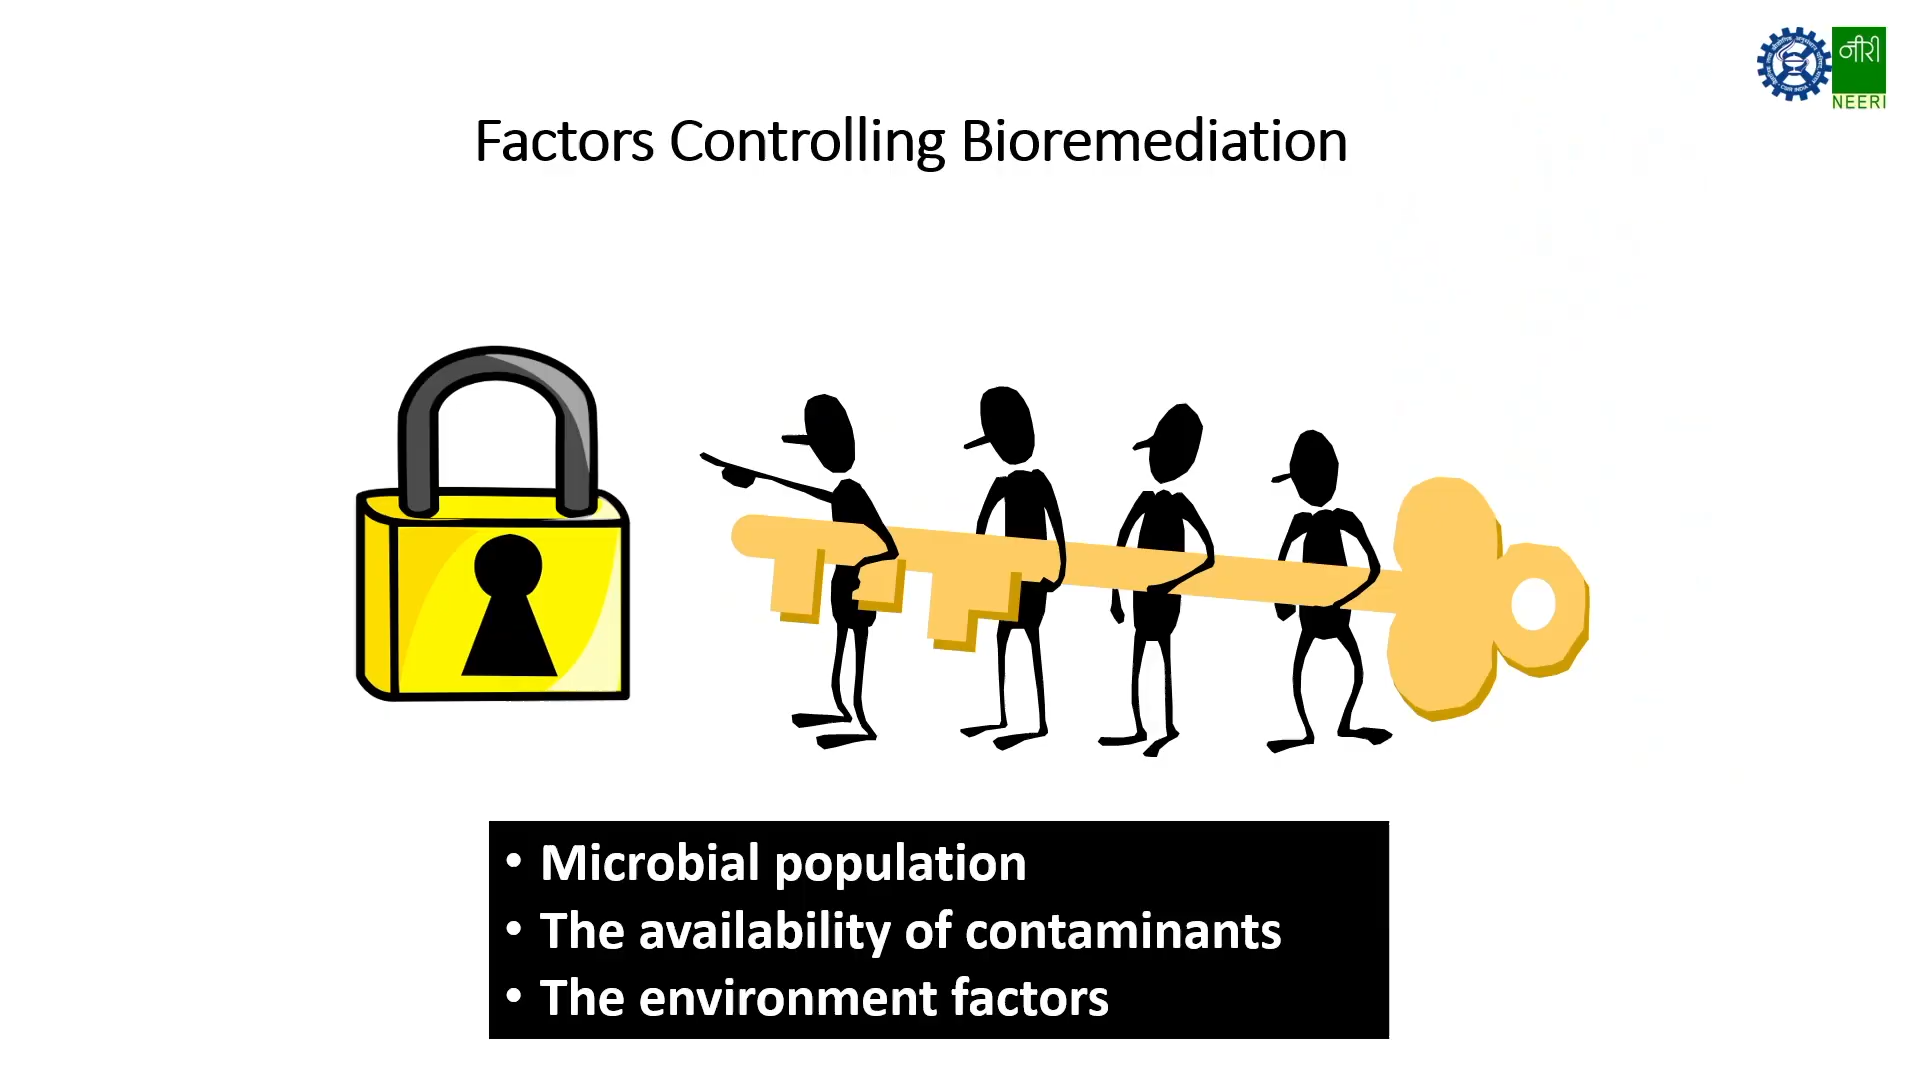 नीरी
NEERI
Factors Controlling Bioremediation
• Microbial population
• The availability of contaminants
• The environment factors